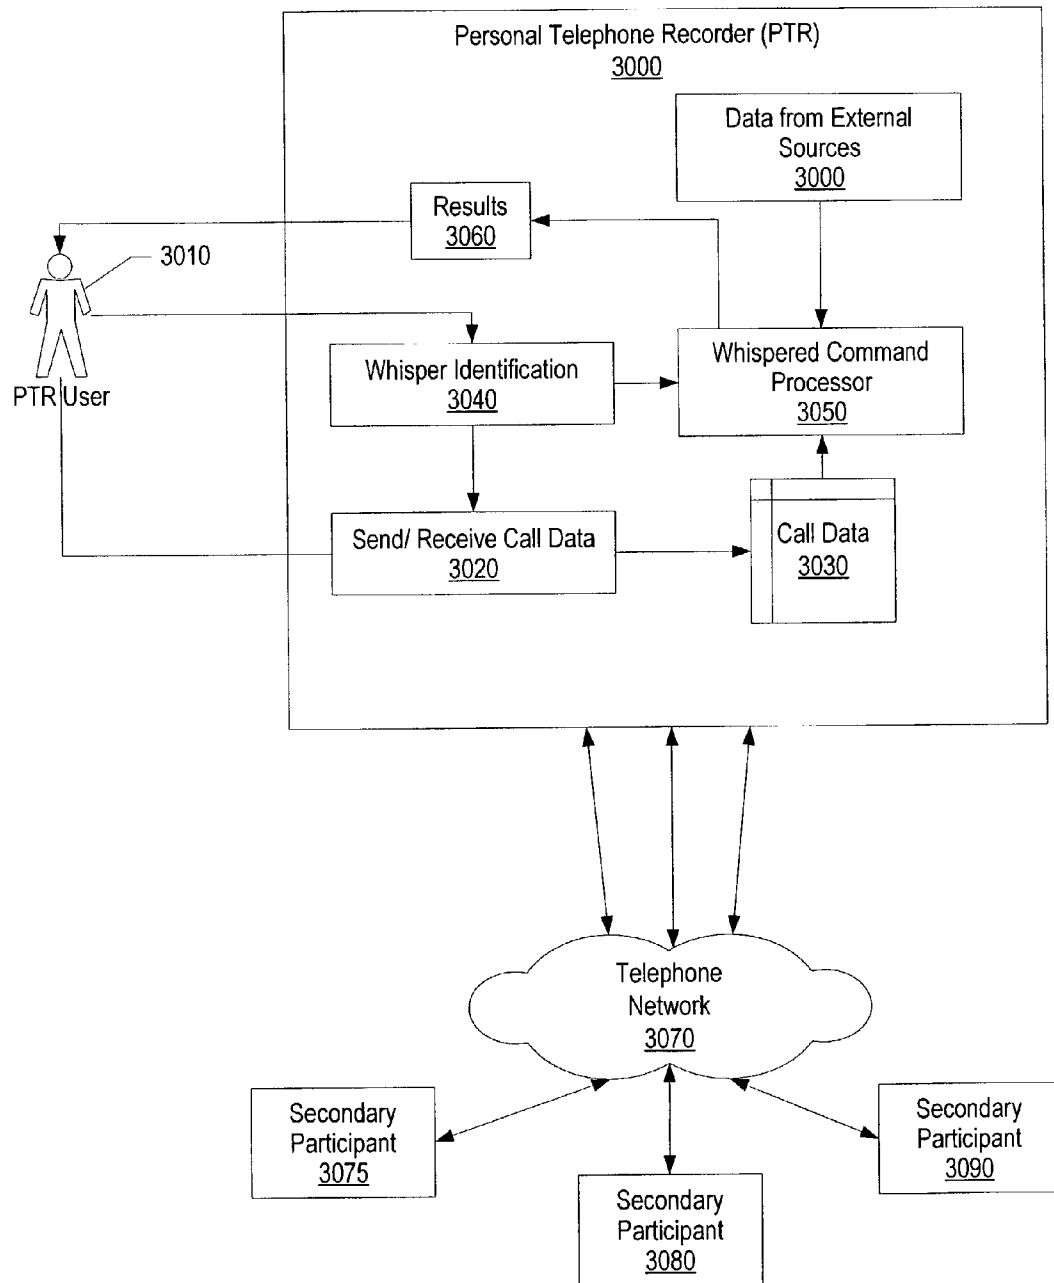 Personal Telephone Recorder (PTR)
3000
Data from External
Sources
3000
Results
3060
3010
PTR User
Whisper Identification
3040
Whispered Command
Processor
3050
Send/ Receive Call Data
3020
Call Data
3030
Telephone
Network
3070
Secondary
Participant
3075
Secondary
Participant
3080
Secondary
Participant
3090